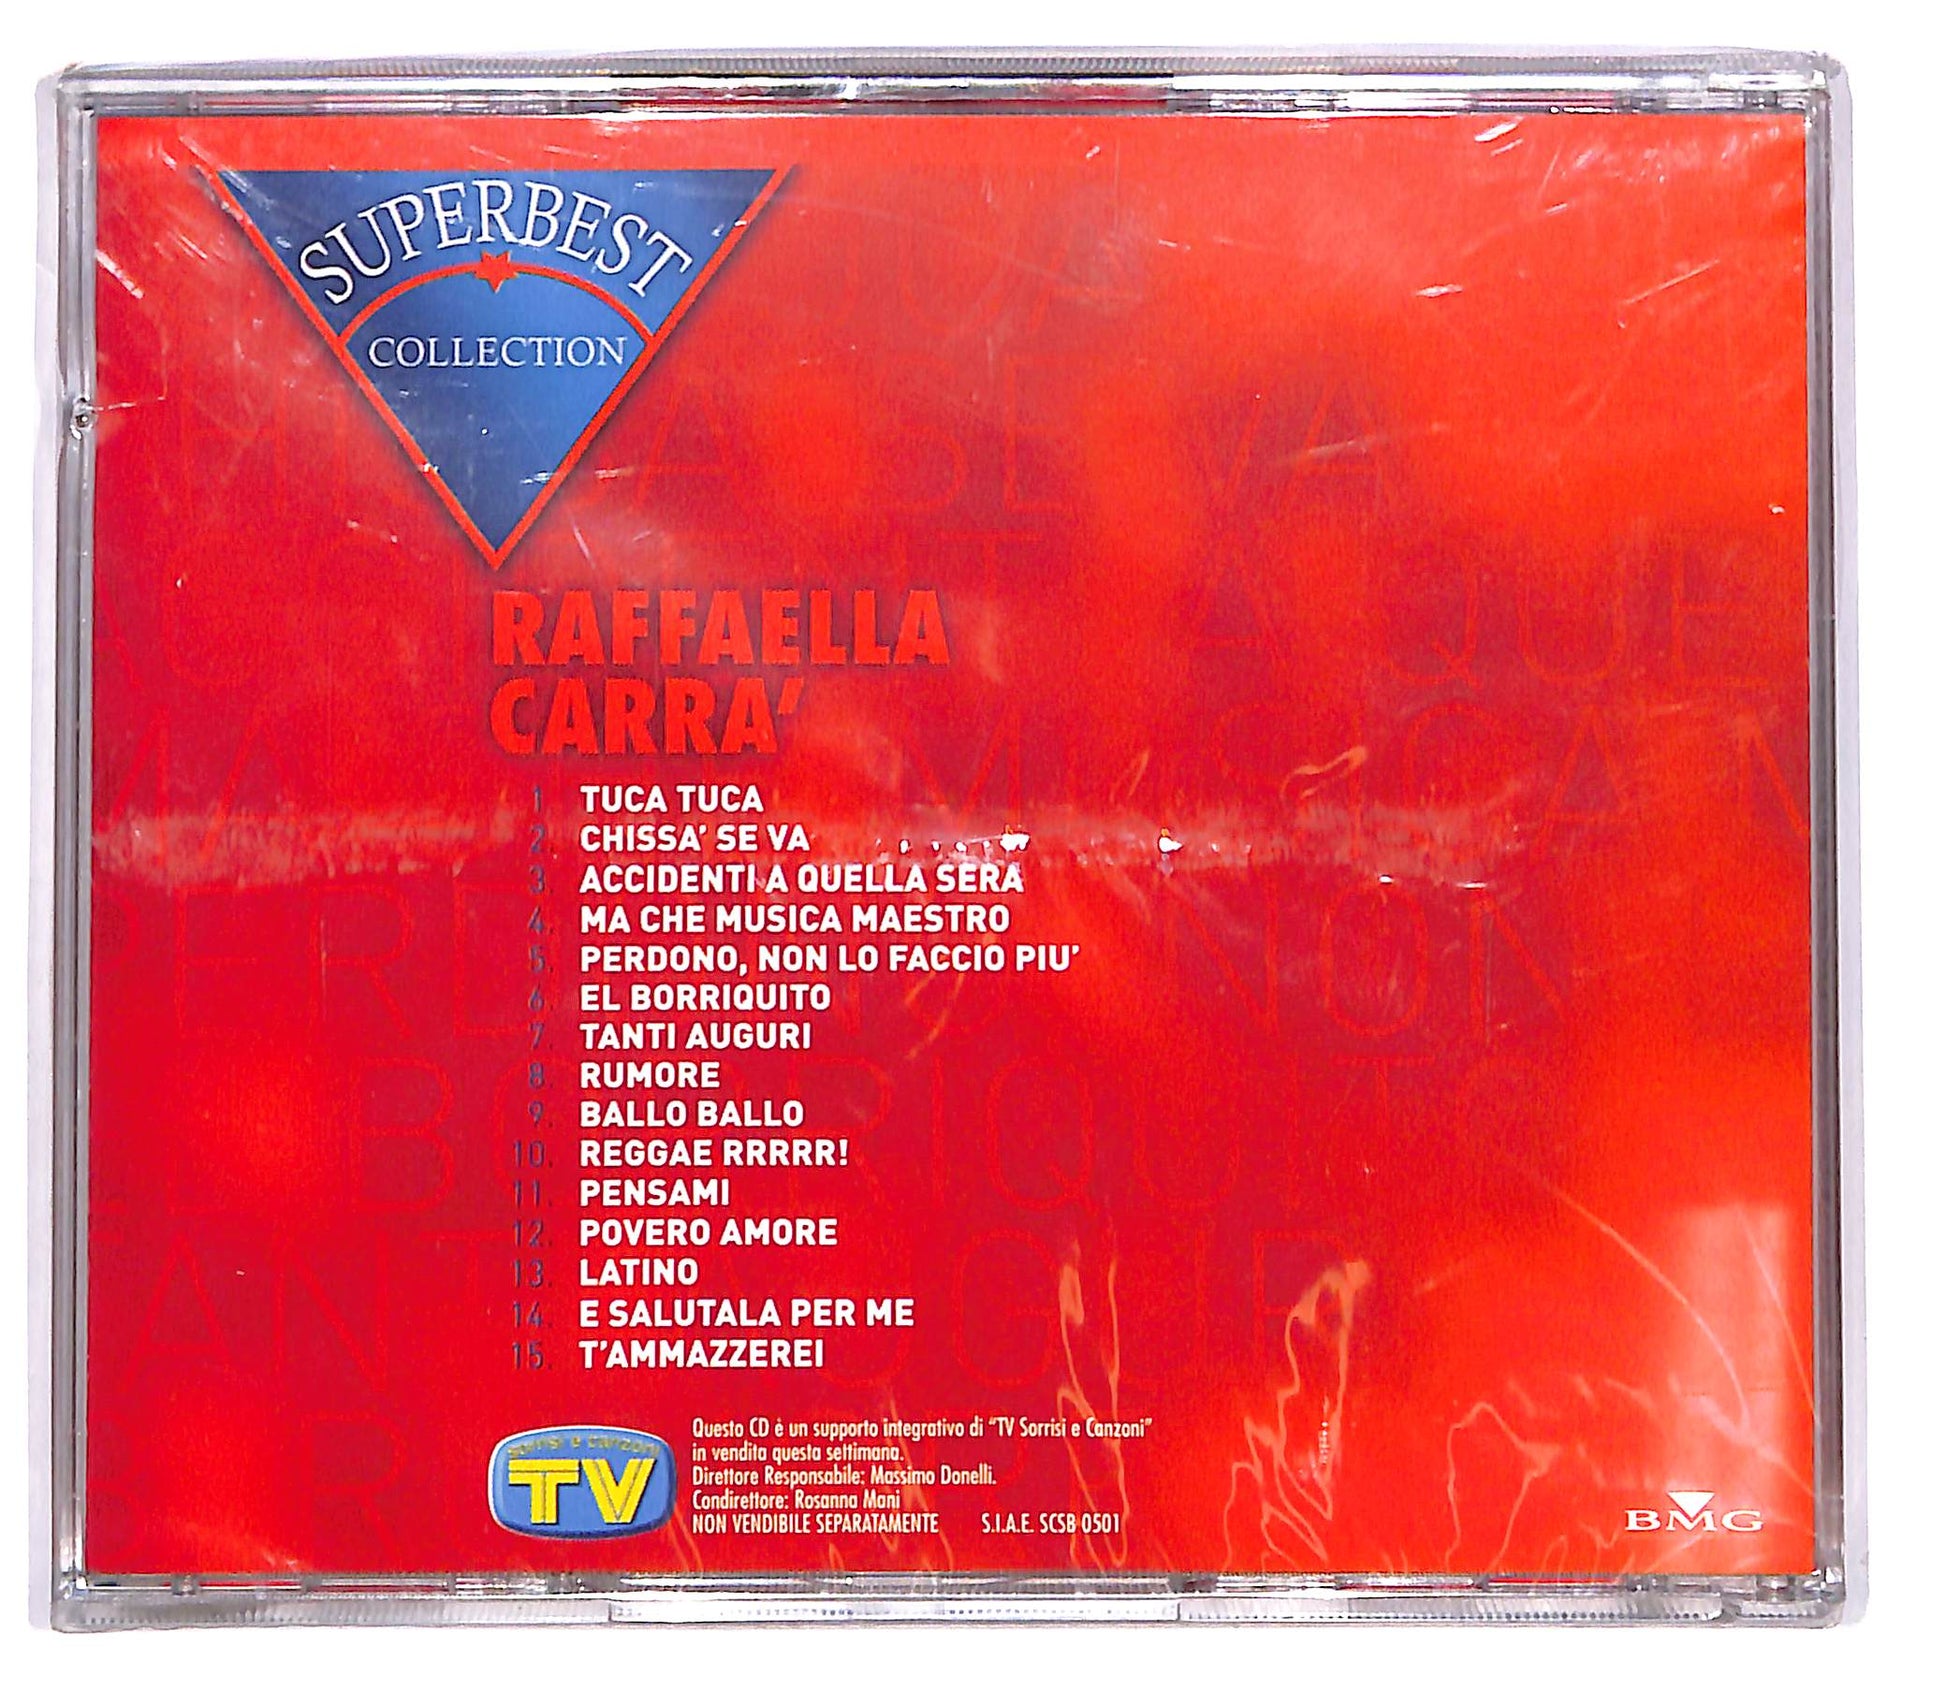 SUPERBEST
COLLECTION
RAFFAELLA
CARRA'
1. TUCA TUCA
2. CHISSA' SE VA
3. ACCIDENTI A QUELLA SERA
4. MA CHE MUSICA MAESTRO
5. PERDONO, NON LO FACCIO PIU'
6. EL BORRIQUITO
7. TANTI AUGURI
8. RUMORE
9. BALLO BALLO
10. REGGAE RRRRR!
11. PENSAMI
12. POVERO AMORE
13. LATINO
14. E SALUTALA PER ME
15. T'AMMAZZEREI
sorrisi e canzoni
TV
Questo CD è un supporto integrativo di "TV Sorrisi e Canzoni"
in vendita questa settimana.
Direttore Responsabile: Massimo Donelli.
Condirettore: Rosanna Mani
NON VENDIBILE SEPARATAMENTE S.I.A.E. SCSB 0501
BMG